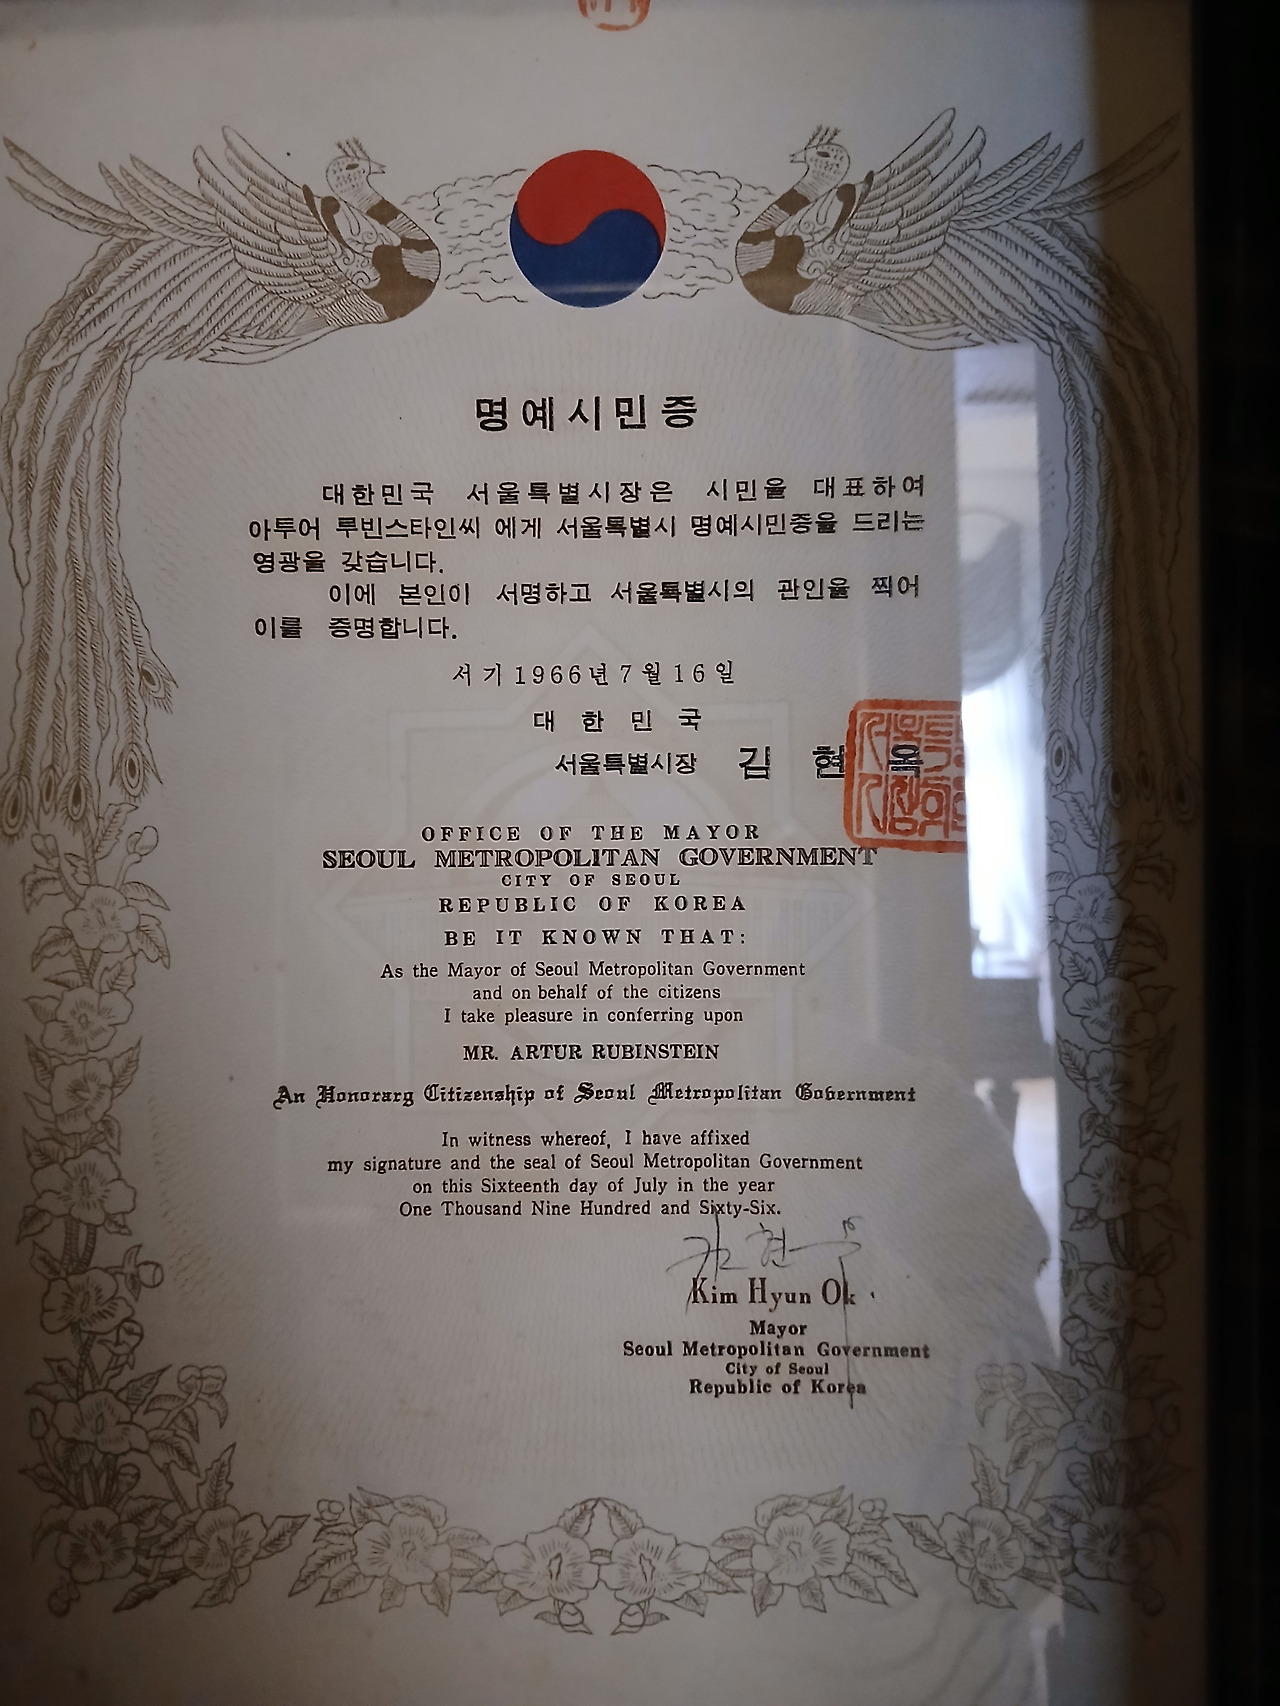 명예시민증
대한민국 서울특별시장은 시민을 대표하여
아투어 루빈스타인씨 에게 서울특별시 명예시민증을 드리는
영광을 갖습니다.
이에 본인이 서명하고 서울특별시의 관인을 찍어
이를 증명합니다.
서기 1966년 7월 16일
대한민국
서울특별시장 김현옥
OFFICE OF THE MAYOR
SEOUL METROPOLITAN GOVERNMENT
CITY OF SEOUL
REPUBLIC OF KOREA
BE IT KNOWN THAT:
As the Mayor of Seoul Metropolitan Government
and on behalf of the citizens
I take pleasure in conferring upon
MR. ARTUR RUBINSTEIN
An Honorarg Citizenship of Seoul Metropolitan Government
In witness whereof, I have affixed
my signature and the seal of Seoul Metropolitan Government
on this Sixteenth day of July in the year
One Thousand Nine Hundred and Sixty-Six.
Kim Hyun Ok
Mayor
Seoul Metropolitan Government
City of Seoul
Republic of Korea